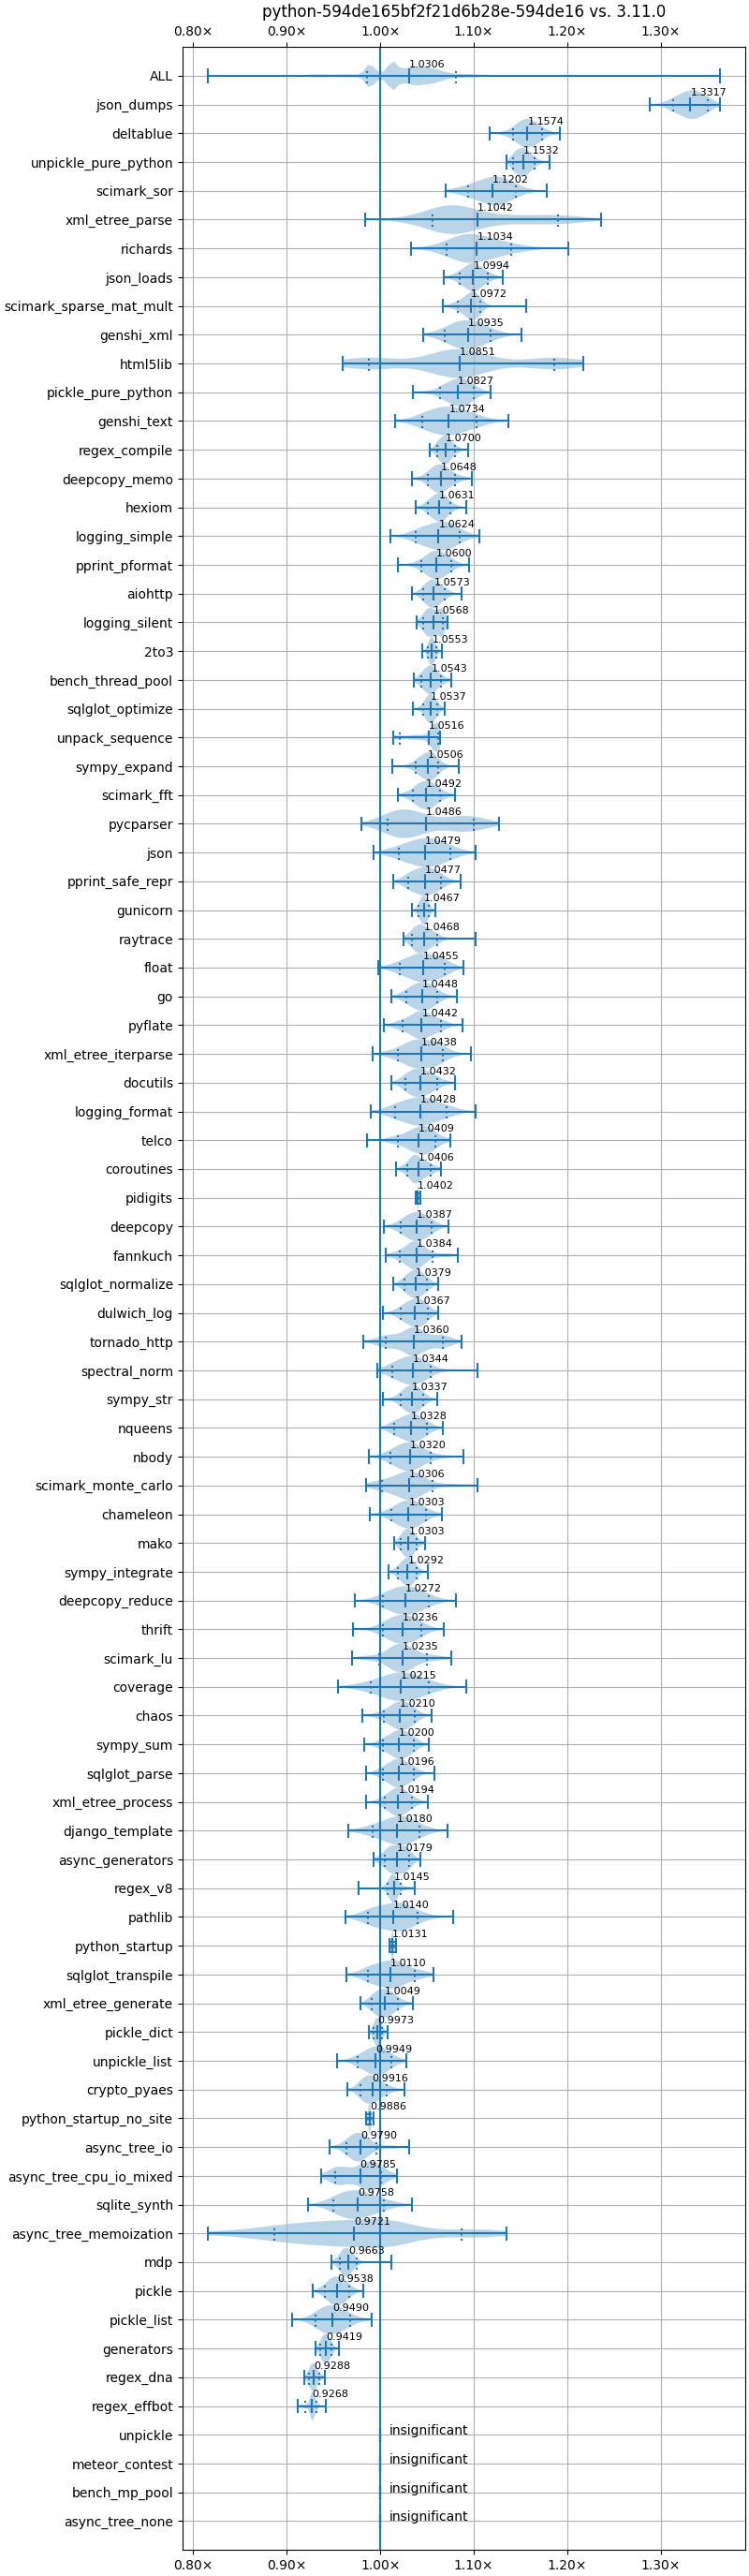 python-594de165bf2f21d6b28e-594de16 vs. 3.11.0
0.80× 0.90× 1.00× 1.10× 1.20× 1.30×
ALL 1.0306
json_dumps 1.3317
deltablue 1.1574
unpickle_pure_python 1.1532
scimark_sor 1.1202
xml_etree_parse 1.1042
richards 1.1034
json_loads 1.0994
scimark_sparse_mat_mult 1.0972
genshi_xml 1.0935
html5lib 1.0851
pickle_pure_python 1.0827
genshi_text 1.0734
regex_compile 1.0700
deepcopy_memo 1.0648
hexiom 1.0631
logging_simple 1.0624
pprint_pformat 1.0600
aiohttp 1.0573
logging_silent 1.0568
2to3 1.0553
bench_thread_pool 1.0543
sqlglot_optimize 1.0537
unpack_sequence 1.0516
sympy_expand 1.0506
scimark_fft 1.0492
pycparser 1.0486
json 1.0479
pprint_safe_repr 1.0477
gunicorn 1.0467
raytrace 1.0468
float 1.0455
go 1.0448
pyflate 1.0442
xml_etree_iterparse 1.0438
docutils 1.0432
logging_format 1.0428
telco 1.0409
coroutines 1.0406
pidigits 1.0402
deepcopy 1.0387
fannkuch 1.0384
sqlglot_normalize 1.0379
dulwich_log 1.0367
tornado_http 1.0360
spectral_norm 1.0344
sympy_str 1.0337
nqueens 1.0328
nbody 1.0320
scimark_monte_carlo 1.0306
chameleon 1.0303
mako 1.0303
sympy_integrate 1.0292
deepcopy_reduce 1.0272
thrift 1.0236
scimark_lu 1.0235
coverage 1.0215
chaos 1.0210
sympy_sum 1.0200
sqlglot_parse 1.0196
xml_etree_process 1.0194
django_template 1.0180
async_generators 1.0179
regex_v8 1.0145
pathlib 1.0140
python_startup 1.0131
sqlglot_transpile 1.0110
xml_etree_generate 1.0049
pickle_dict 0.9973
unpickle_list 0.9949
crypto_pyaes 0.9916
python_startup_no_site 0.9886
async_tree_io 0.9790
async_tree_cpu_io_mixed 0.9785
sqlite_synth 0.9758
async_tree_memoization 0.9721
mdp 0.9663
pickle 0.9538
pickle_list 0.9490
generators 0.9419
regex_dna 0.9288
regex_effbot 0.9268
unpickle insignificant
meteor_contest insignificant
bench_mp_pool insignificant
async_tree_none insignificant
0.80× 0.90× 1.00× 1.10× 1.20× 1.30×